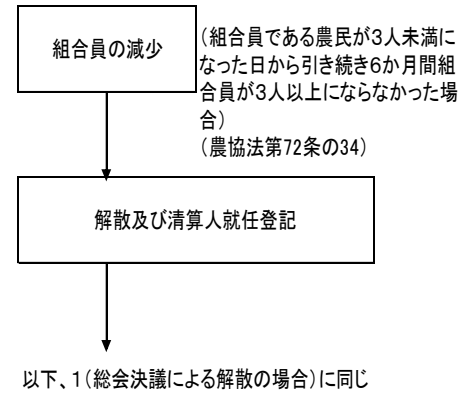 組合員の減少
（組合員である農民が３人未満に
なった日から引き続き６か月間組
合員が３人以上にならなかった場
合）
（農協法第72条の34）
解散及び清算人就任登記
以下、１（総会決議による解散の場合）に同じ